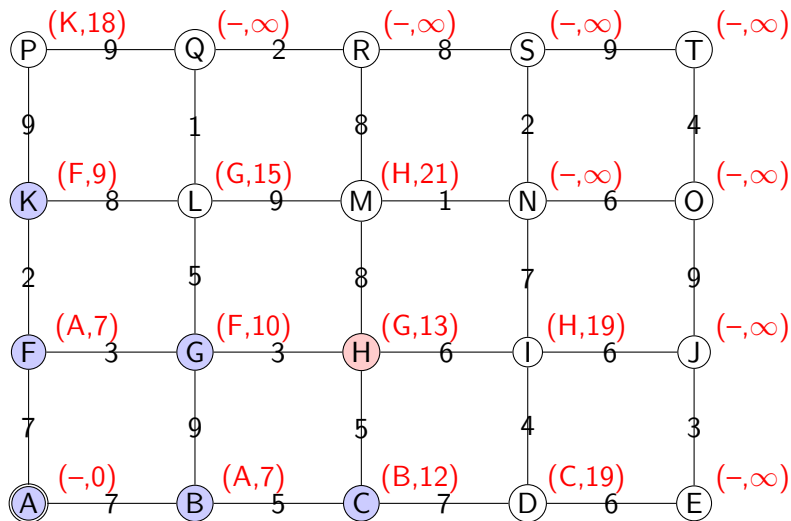 (K,18) (–,∞) (–,∞) (–,∞) (–,∞)
P 9 Q 2 R 8 S 9 T
9 1 8 2 4
(F,9) (G,15) (H,21) (–,∞) (–,∞)
K 8 L 9 M 1 N 6 O
2 5 8 7 9
(A,7) (F,10) (G,13) (H,19) (–,∞)
F 3 G 3 H 6 I 6 J
7 9 5 4 3
(–,0) (A,7) (B,12) (C,19) (–,∞)
A 7 B 5 C 7 D 6 E